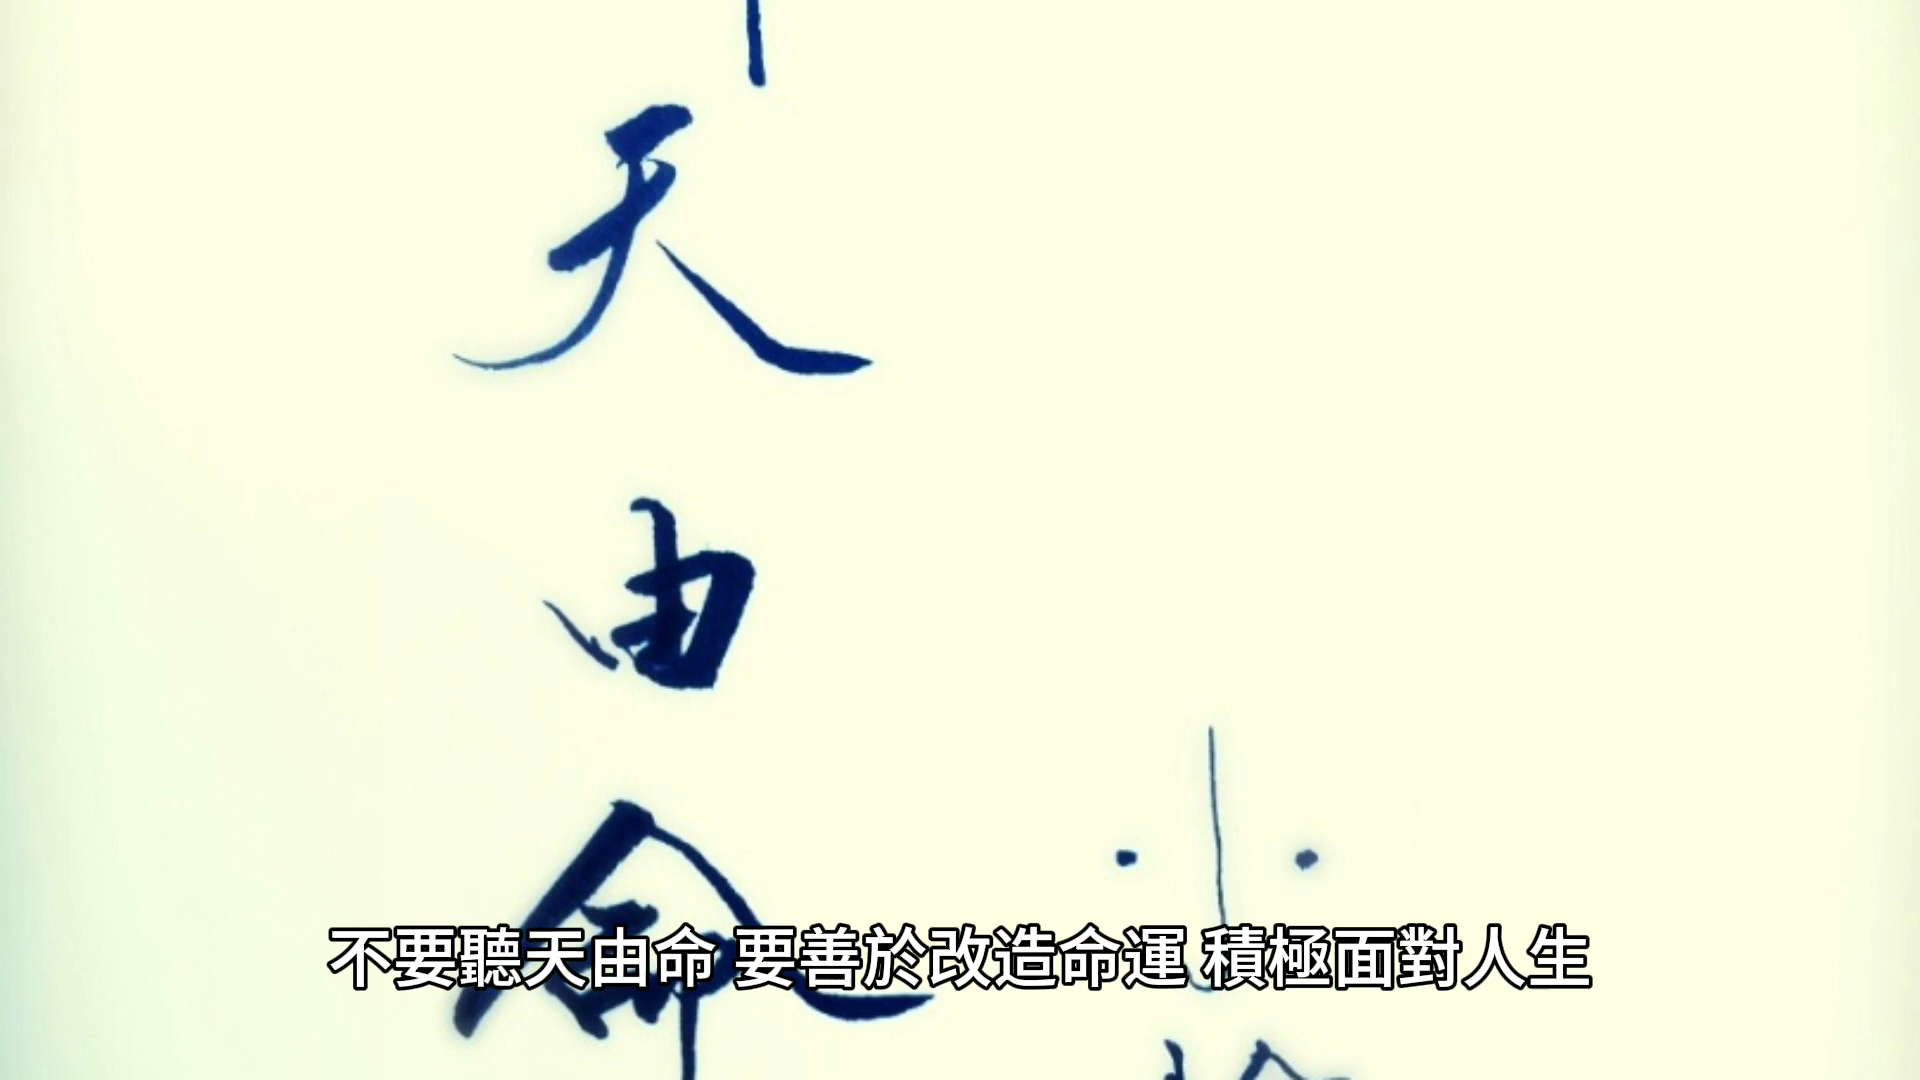 天由命
不要聽天由命 要善於改造命運 積極面對人生